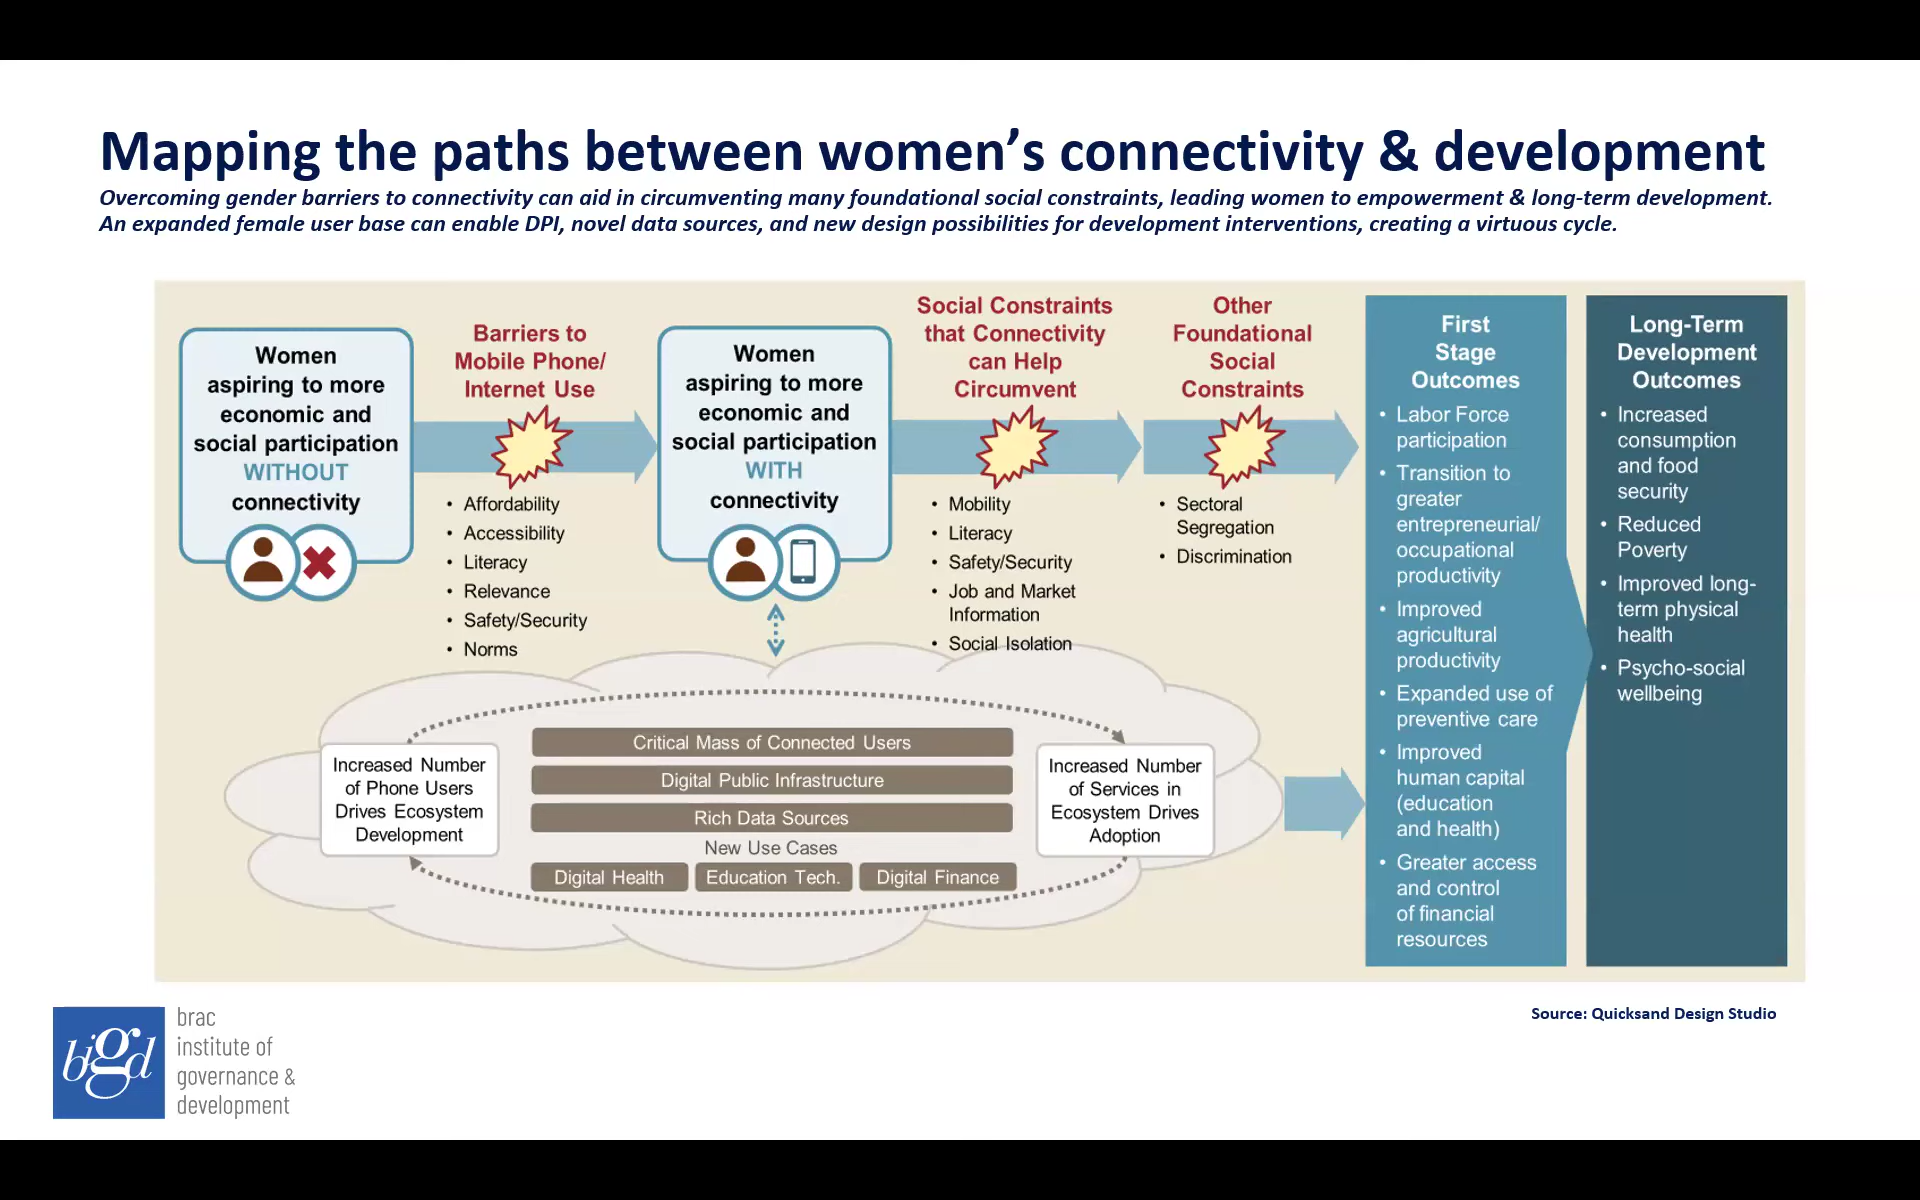 Mapping the paths between women's connectivity & development
Overcoming gender barriers to connectivity can aid in circumventing many foundational social constraints, leading women to empowerment & long-term development.
An expanded female user base can enable DPI, novel data sources, and new design possibilities for development interventions, creating a virtuous cycle.
Women
aspiring to more
economic and
social participation
WITHOUT
connectivity
Barriers to
Mobile Phone/
Internet Use
• Affordability
• Accessibility
• Literacy
• Relevance
• Safety/Security
• Norms
Women
aspiring to more
economic and
social participation
WITH
connectivity
Social Constraints
that Connectivity
can Help
Circumvent
• Mobility
• Literacy
• Safety/Security
• Job and Market
Information
• Social Isolation
Other
Foundational
Social
Constraints
• Sectoral
Segregation
• Discrimination
Increased Number
of Phone Users
Drives Ecosystem
Development
Critical Mass of Connected Users
Digital Public Infrastructure
Rich Data Sources
New Use Cases
Digital Health
Education Tech.
Digital Finance
Increased Number
of Services in
Ecosystem Drives
Adoption
First
Stage
Outcomes
• Labor Force
participation
• Transition to
greater
entrepreneurial/
occupational
productivity
• Improved
agricultural
productivity
• Expanded use of
preventive care
• Improved
human capital
(education
and health)
• Greater access
and control
of financial
resources
Long-Term
Development
Outcomes
• Increased
consumption
and food
security
• Reduced
Poverty
• Improved long-
term physical
health
• Psycho-social
wellbeing
Source: Quicksand Design Studio
bigd
brac
institute of
governance &
development